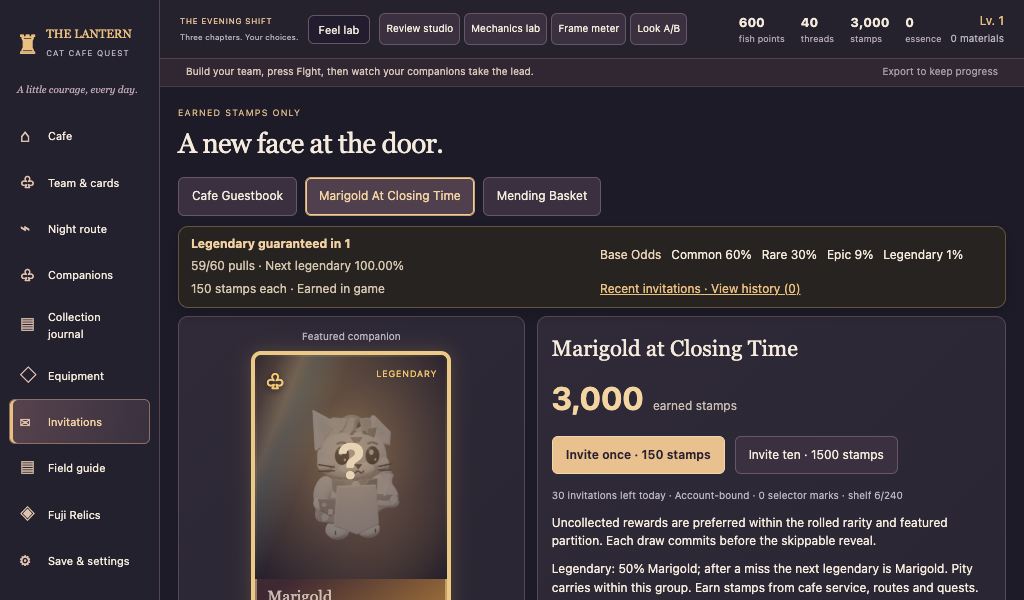 THE LANTERN
CAT CAFE QUEST
A little courage, every day.
Cafe
Team & cards
Night route
Companions
Collection
journal
Equipment
Invitations
Field guide
Fuji Relics
Save & settings
THE EVENING SHIFT
Three chapters. Your choices.
Feel lab
Review studio
Mechanics lab
Frame meter
Look A/B
600
fish points
40
threads
3,000
stamps
0
essence
Lv. 1
0 materials
Build your team, press Fight, then watch your companions take the lead.
Export to keep progress
EARNED STAMPS ONLY
A new face at the door.
Cafe Guestbook
Marigold At Closing Time
Mending Basket
Legendary guaranteed in 1
59/60 pulls · Next legendary 100.00%
150 stamps each · Earned in game
Base Odds Common 60% Rare 30% Epic 9% Legendary 1%
Recent invitations · View history (0)
Featured companion
LEGENDARY
?
Marigold
Marigold at Closing Time
3,000 earned stamps
Invite once · 150 stamps
Invite ten · 1500 stamps
30 invitations left today · Account-bound · 0 selector marks · shelf 6/240
Uncollected rewards are preferred within the rolled rarity and featured
partition. Each draw commits before the skippable reveal.
Legendary: 50% Marigold; after a miss the next legendary is Marigold. Pity
carries within this group. Earn stamps from cafe service, routes and quests.